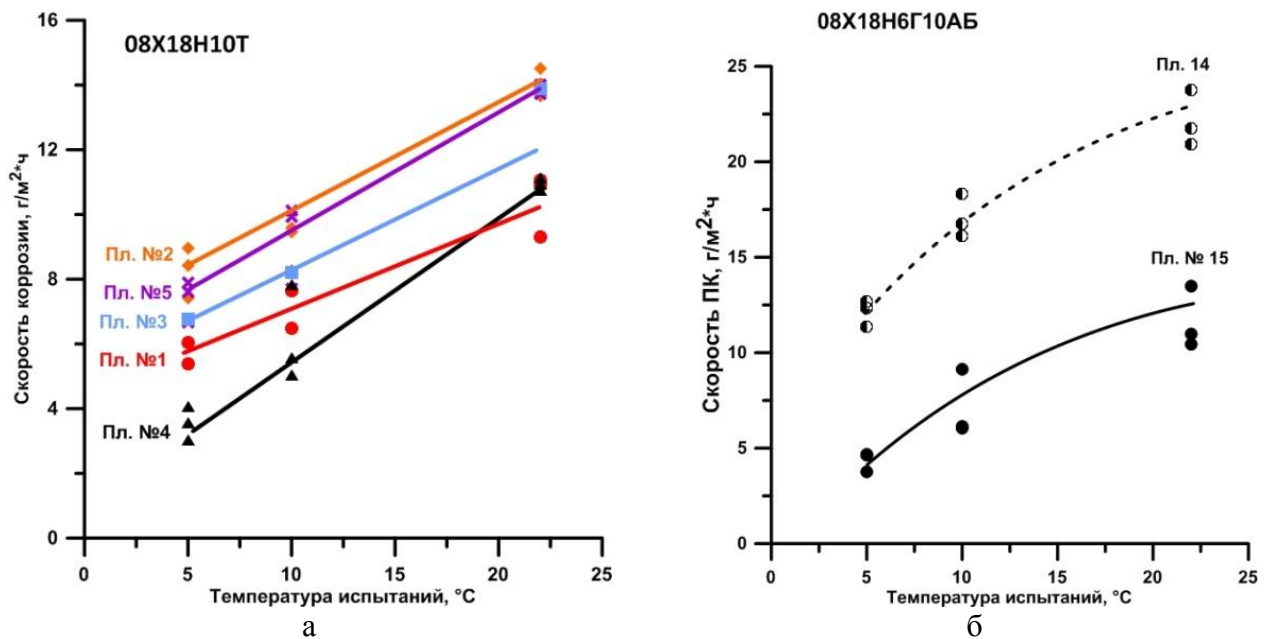 08Х18Н10Т
Скорость коррозии, г/м²*ч
16
12
8
4
0
Пл. №2
Пл. №5
Пл. №3
Пл. №1
Пл. №4
0 5 10 15 20 25
Температура испытаний, °С
а
08Х18Н6Г10АБ
Скорость ПК, г/м²*ч
25
20
15
10
5
0
Пл. 14
Пл. № 15
0 5 10 15 20 25
Температура испытаний, °С
б